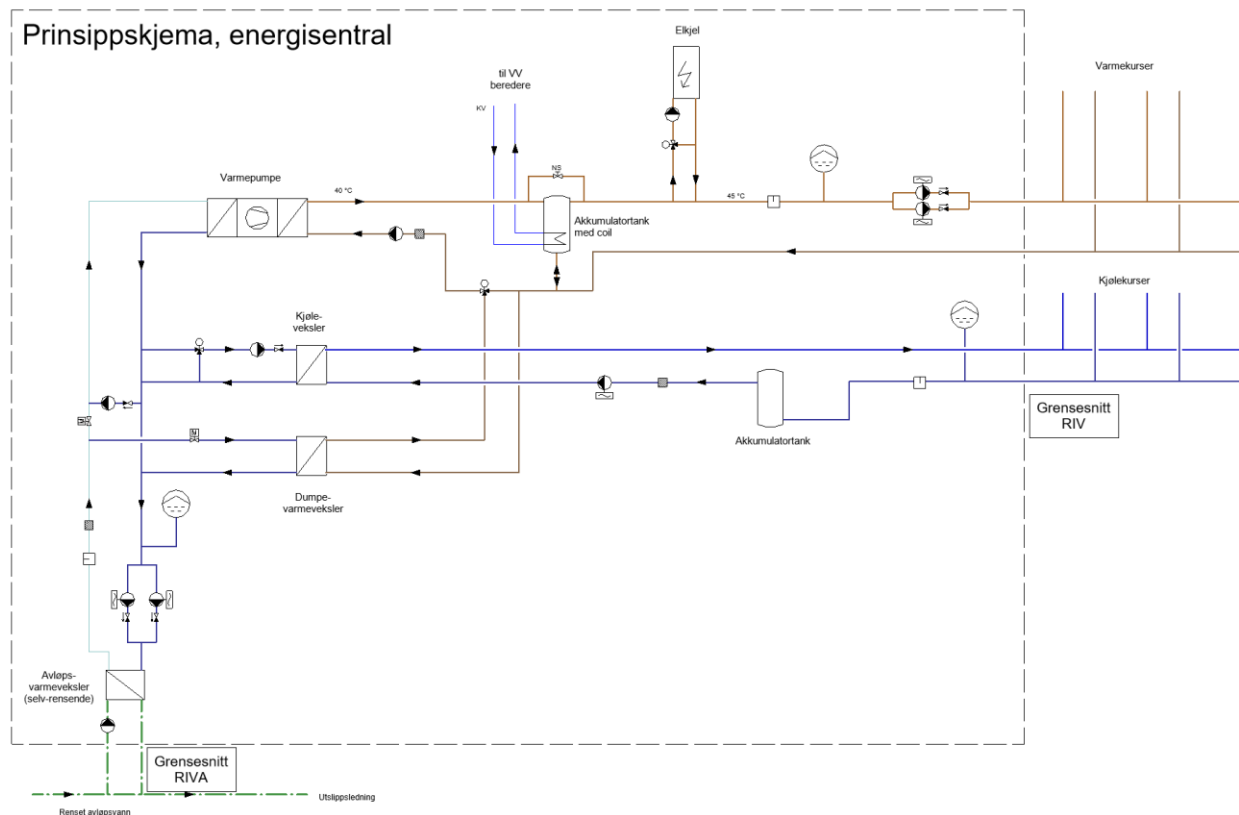 Prinsippskjema, energisentral
Elkjel
til VV
beredere
KV
Varmekurser
NS
Varmepumpe
40 °C
45 °C
Akkumulatortank
med coil
Kjøle-
veksler
Kjølekurser
Grensesnitt
RIV
Akkumulatortank
Dumpe-
varmeveksler
Avløps-
varmeveksler
(selv-rensende)
Grensesnitt
RIVA
Utslippsledning
Renset avløpsvann